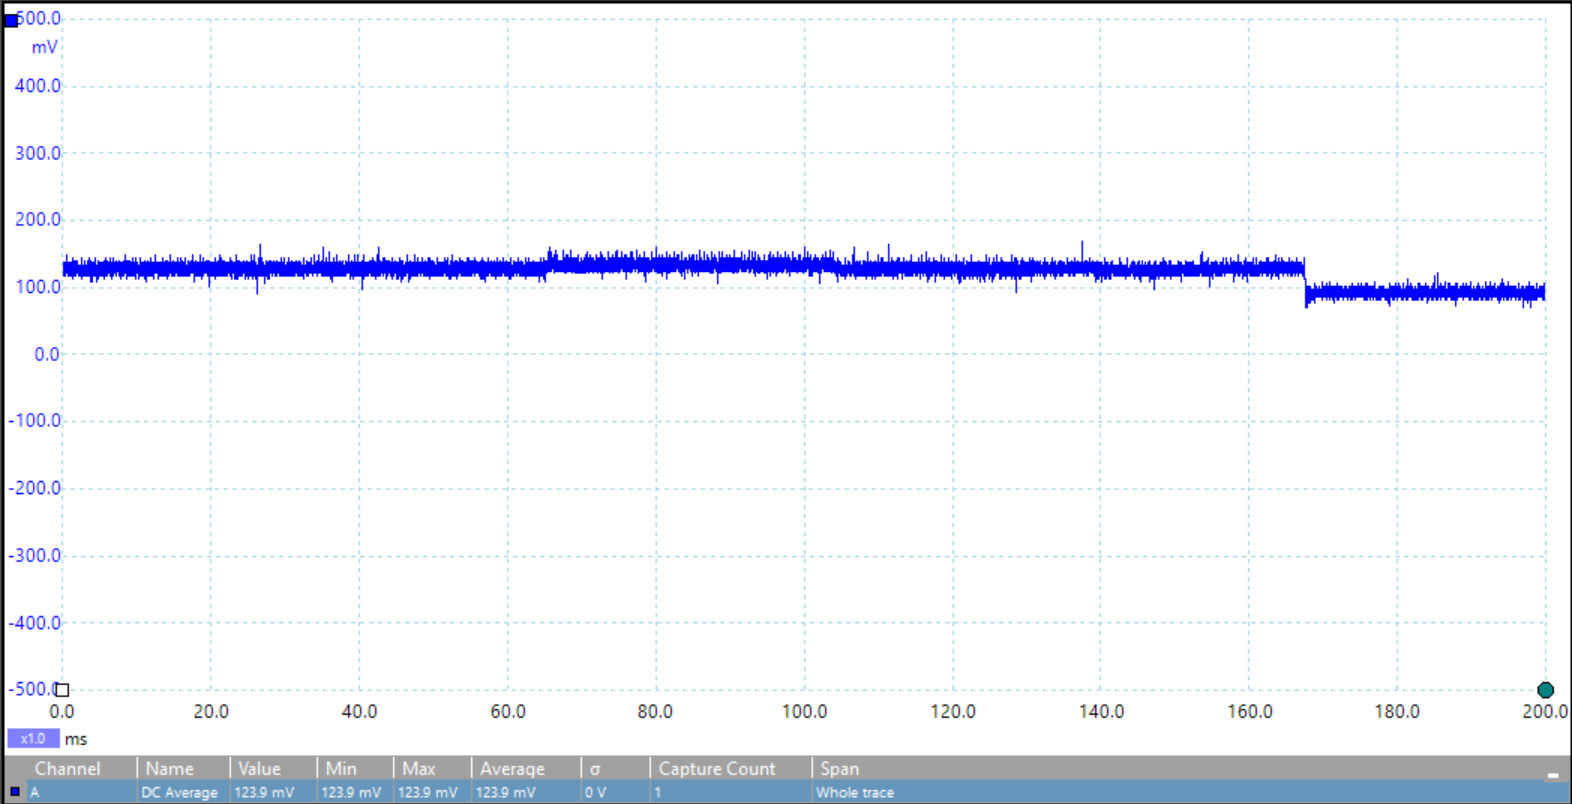 500.0
mV
400.0
300.0
200.0
100.0
0.0
-100.0
-200.0
-300.0
-400.0
-500.0
0.0 20.0 40.0 60.0 80.0 100.0 120.0 140.0 160.0 180.0 200.0
x1.0 ms
Channel Name Value Min Max Average σ Capture Count Span
A DC Average 123.9 mV 123.9 mV 123.9 mV 123.9 mV 0 V 1 Whole trace